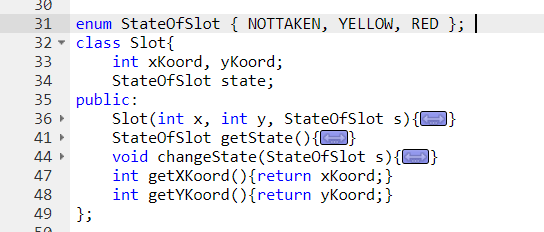 30
31 enum StateOfSlot { NOTTAKEN, YELLOW, RED };
32 class Slot{
33 int xKoord, yKoord;
34 StateOfSlot state;
35 public:
36 Slot(int x, int y, StateOfSlot s){}
41 StateOfSlot getState(){}
44 void changeState(StateOfSlot s){}
47 int getXKoord(){return xKoord;}
48 int getYKoord(){return yKoord;}
49 };
50